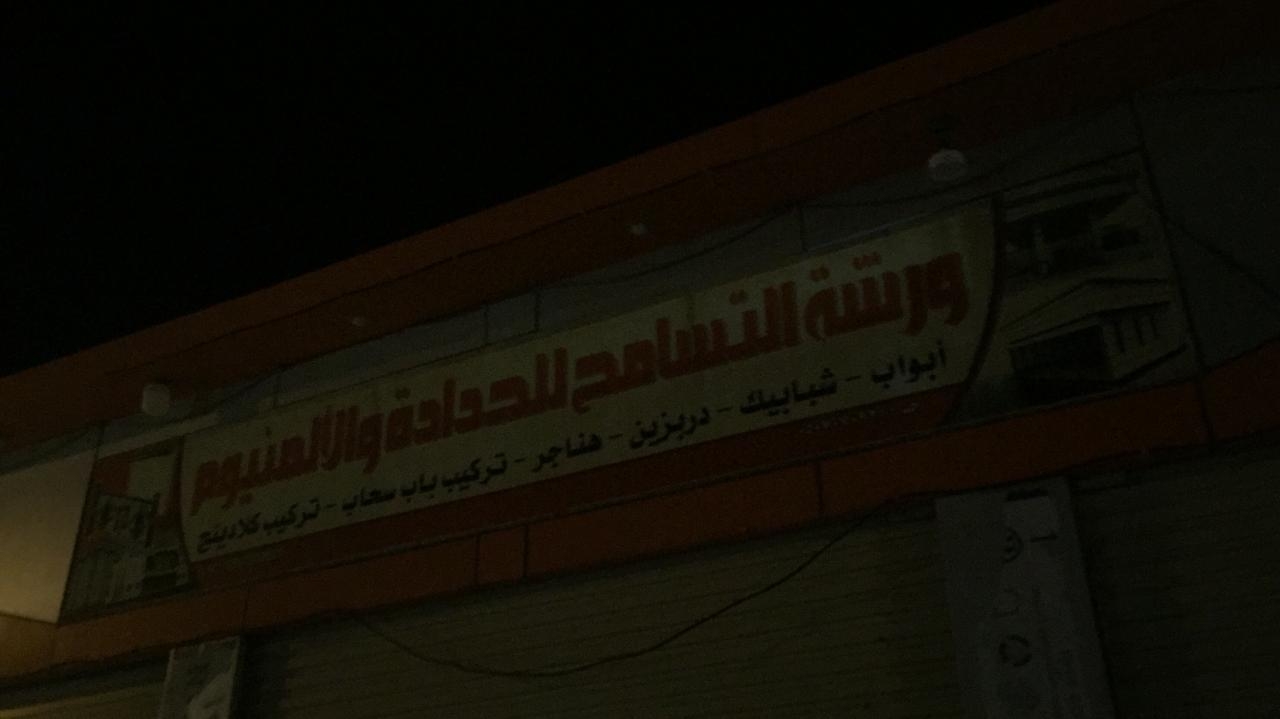 ورشة التسامح للحدادة والالمنيوم
أبواب - شبابيك - دربزين - هناجر - تركيب باب سحاب - تركيب كلادينج